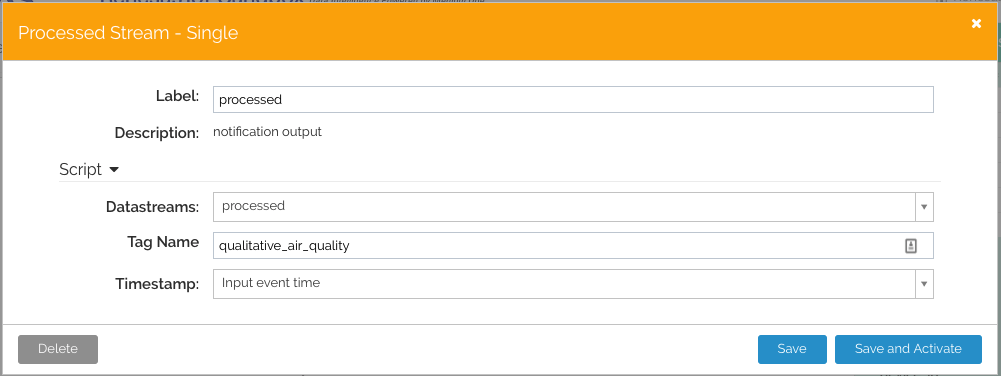 Processed Stream - Single
Label: processed
Description: notification output
Script
Datastreams: processed
Tag Name qualitative_air_quality
Timestamp: Input event time
Delete Save Save and Activate